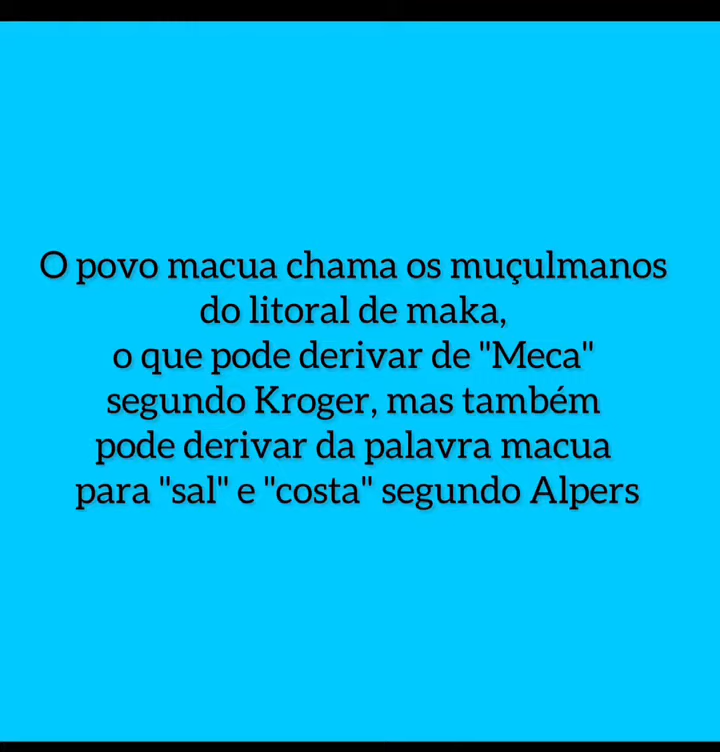 O povo macua chama os muçulmanos
do litoral de maka,
o que pode derivar de "Meca"
segundo Kroger, mas também
pode derivar da palavra macua
para "sal" e "costa" segundo Alpers